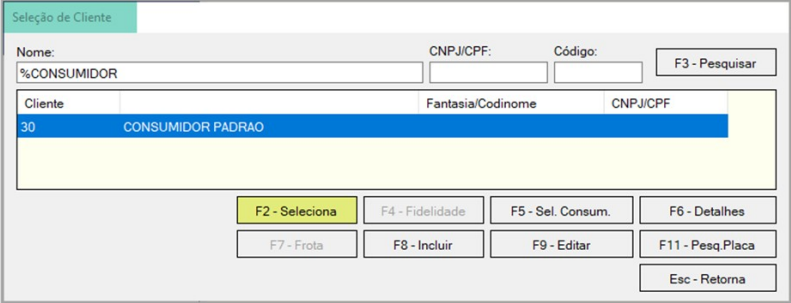 Seleção de Cliente
Nome: CNPJ/CPF: Código:
%CONSUMIDOR F3 - Pesquisar
Cliente Fantasia/Codinome CNPJ/CPF
30 CONSUMIDOR PADRAO
F2 - Seleciona F4 - Fidelidade F5 - Sel. Consum. F6 - Detalhes
F7 - Frota F8 - Incluir F9 - Editar F11 - Pesq.Placa
Esc - Retorna